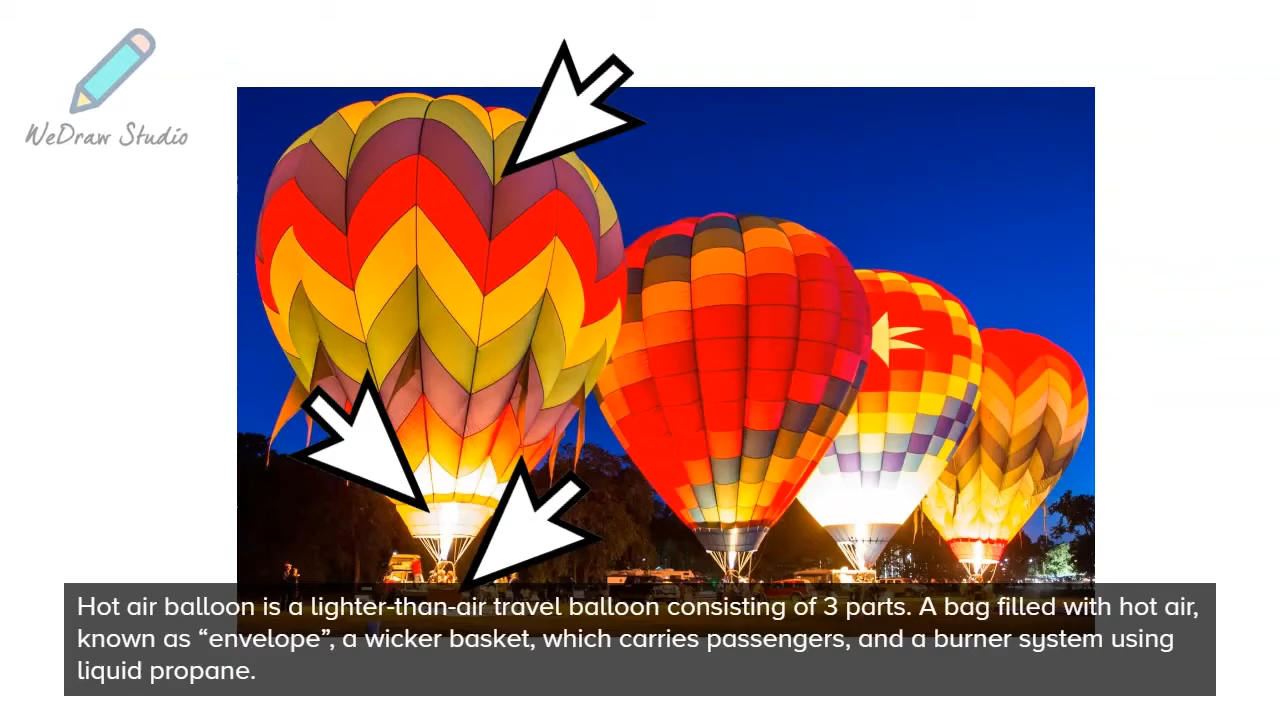 WeDraw Studio
Hot air balloon is a lighter-than-air travel balloon consisting of 3 parts. A bag filled with hot air,
known as “envelope”, a wicker basket, which carries passengers, and a burner system using
liquid propane.